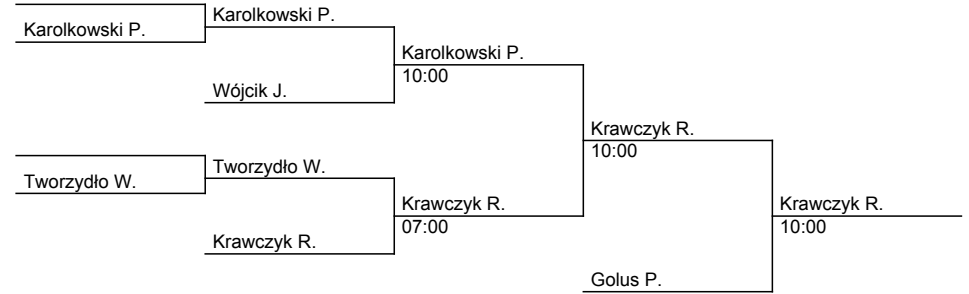 Karolkowski P.
Karolkowski P.
Karolkowski P.
10:00
Wójcik J.
Krawczyk R.
10:00
Tworzydło W.
Tworzydło W.
Krawczyk R.
07:00
Krawczyk R.
10:00
Krawczyk R.
Golus P.